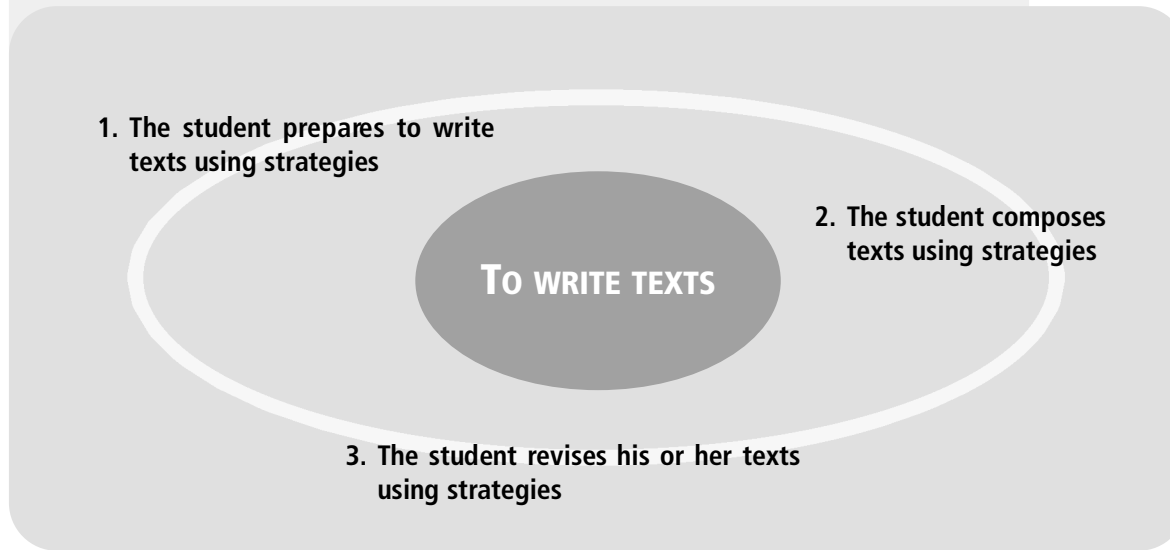 1. The student prepares to write
texts using strategies
2. The student composes
texts using strategies
TO WRITE TEXTS
3. The student revises his or her texts
using strategies